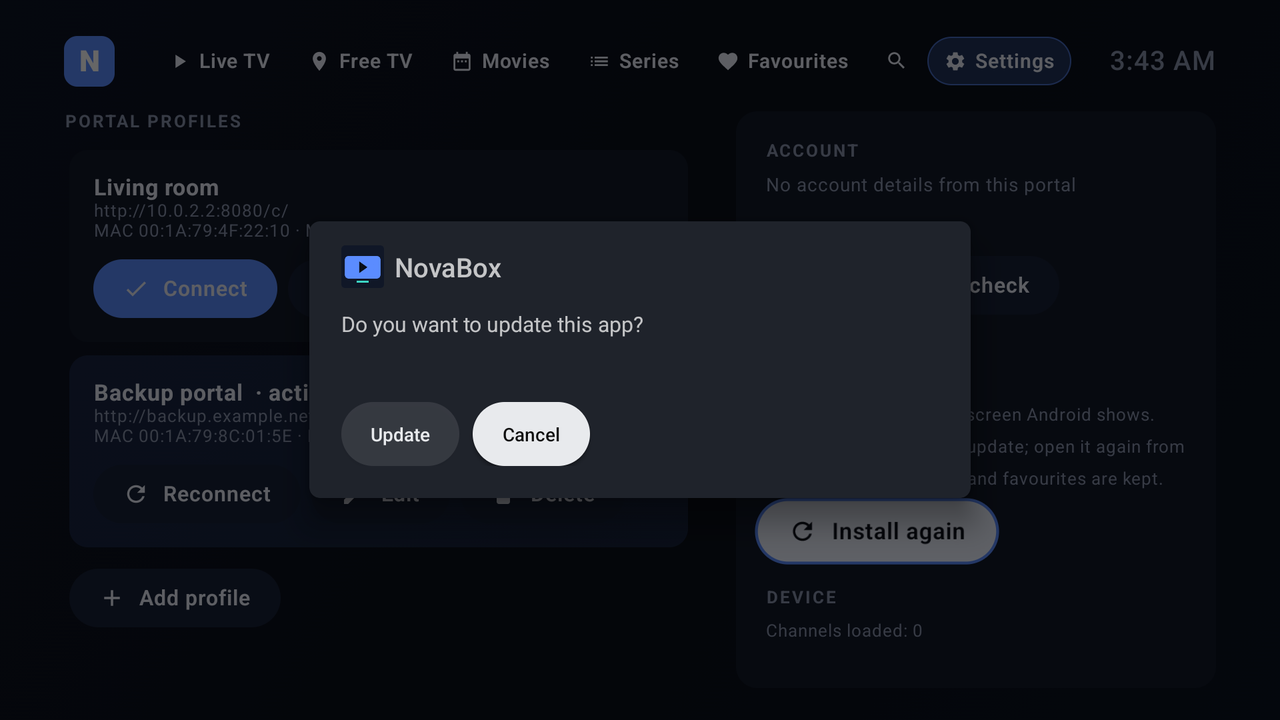 N
Live TV
Free TV
Movies
Series
Favourites
Settings
3:43 AM
PORTAL PROFILES
Living room
http://10.0.2.2:8080/c/
MAC 00:1A:79:4F:22:10 ·
Connect
Backup portal · acti
http://backup.example.ne
MAC 00:1A:79:8C:01:5E ·
Reconnect
Edit
Delete
Add profile
NovaBox
Do you want to update this app?
Update
Cancel
ACCOUNT
No account details from this portal
check
screen Android shows.
update; open it again from
and favourites are kept.
Install again
DEVICE
Channels loaded: 0